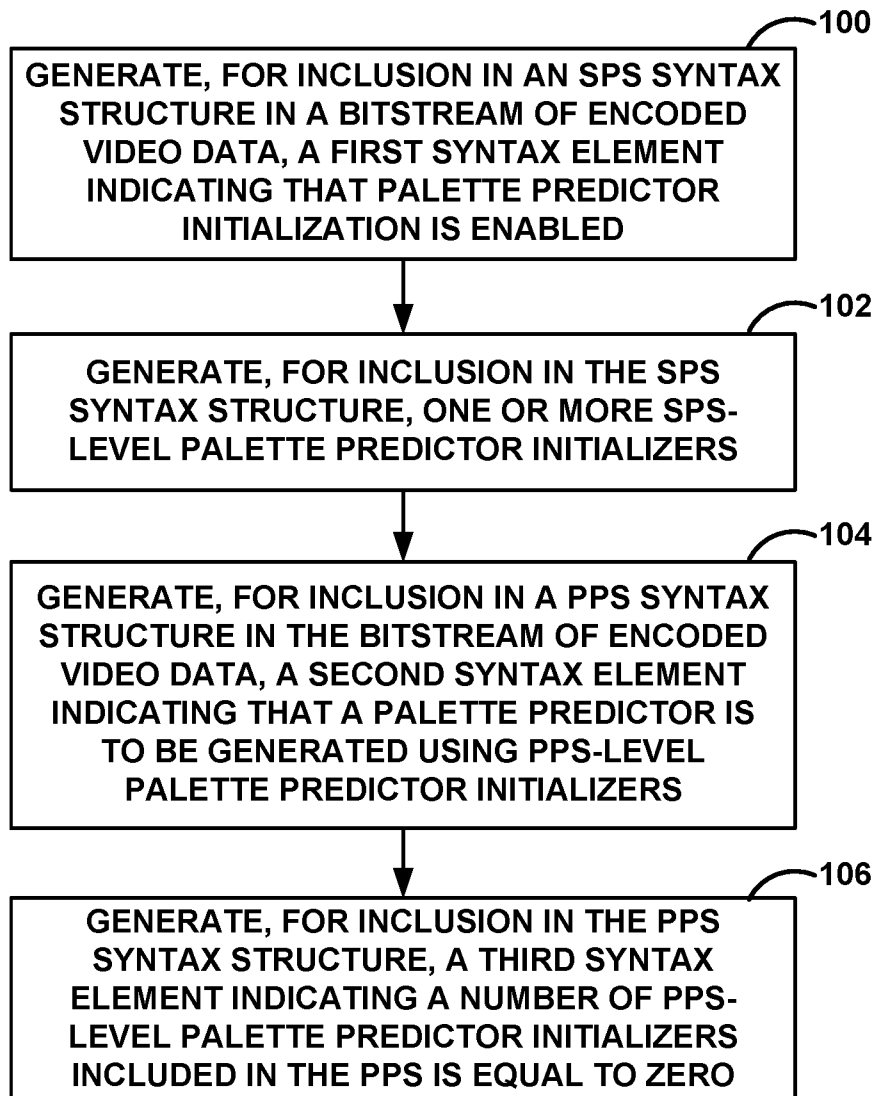 100
GENERATE, FOR INCLUSION IN AN SPS SYNTAX
STRUCTURE IN A BITSTREAM OF ENCODED
VIDEO DATA, A FIRST SYNTAX ELEMENT
INDICATING THAT PALETTE PREDICTOR
INITIALIZATION IS ENABLED
102
GENERATE, FOR INCLUSION IN THE SPS
SYNTAX STRUCTURE, ONE OR MORE SPS-
LEVEL PALETTE PREDICTOR INITIALIZERS
104
GENERATE, FOR INCLUSION IN A PPS SYNTAX
STRUCTURE IN THE BITSTREAM OF ENCODED
VIDEO DATA, A SECOND SYNTAX ELEMENT
INDICATING THAT A PALETTE PREDICTOR IS
TO BE GENERATED USING PPS-LEVEL
PALETTE PREDICTOR INITIALIZERS
106
GENERATE, FOR INCLUSION IN THE PPS
SYNTAX STRUCTURE, A THIRD SYNTAX
ELEMENT INDICATING A NUMBER OF PPS-
LEVEL PALETTE PREDICTOR INITIALIZERS
INCLUDED IN THE PPS IS EQUAL TO ZERO